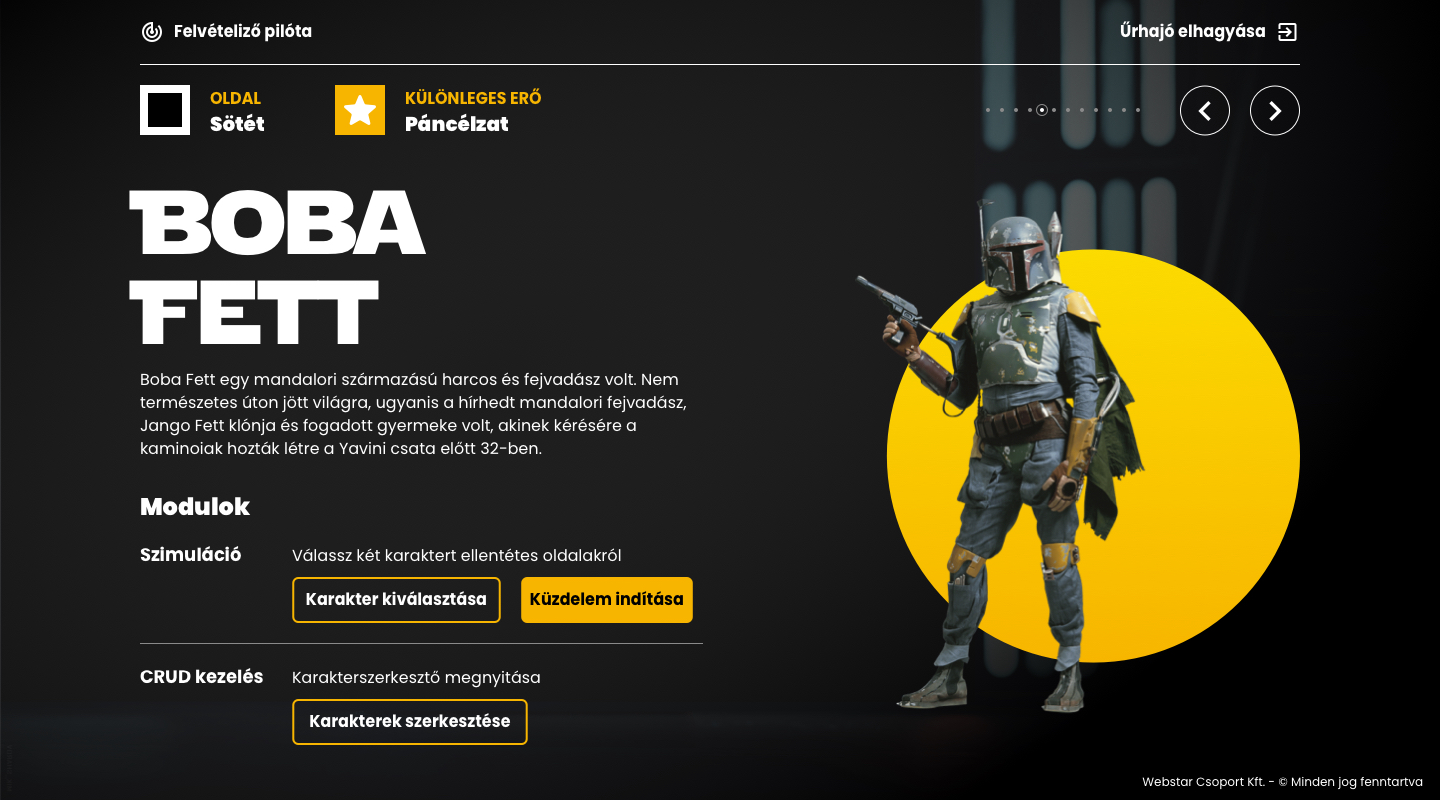 Felvételiző pilóta
Űrhajó elhagyása
OLDAL
Sötét
KÜLÖNLEGES ERŐ
Páncélzat
BOBA
FETT
Boba Fett egy mandalori származású harcos és fejvadász volt. Nem
természetes úton jött világra, ugyanis a hírhedt mandalori fejvadász,
Jango Fett klónja és fogadott gyermeke volt, akinek kérésére a
kaminoiak hozták létre a Yavini csata előtt 32-ben.
Modulok
Szimuláció
Válassz két karaktert ellentétes oldalakról
Karakter kiválasztása
Küzdelem indítása
CRUD kezelés
Karakterszerkesztő megnyitása
Karakterek szerkesztése
Webstar Csoport Kft. - © Minden jog fenntartva